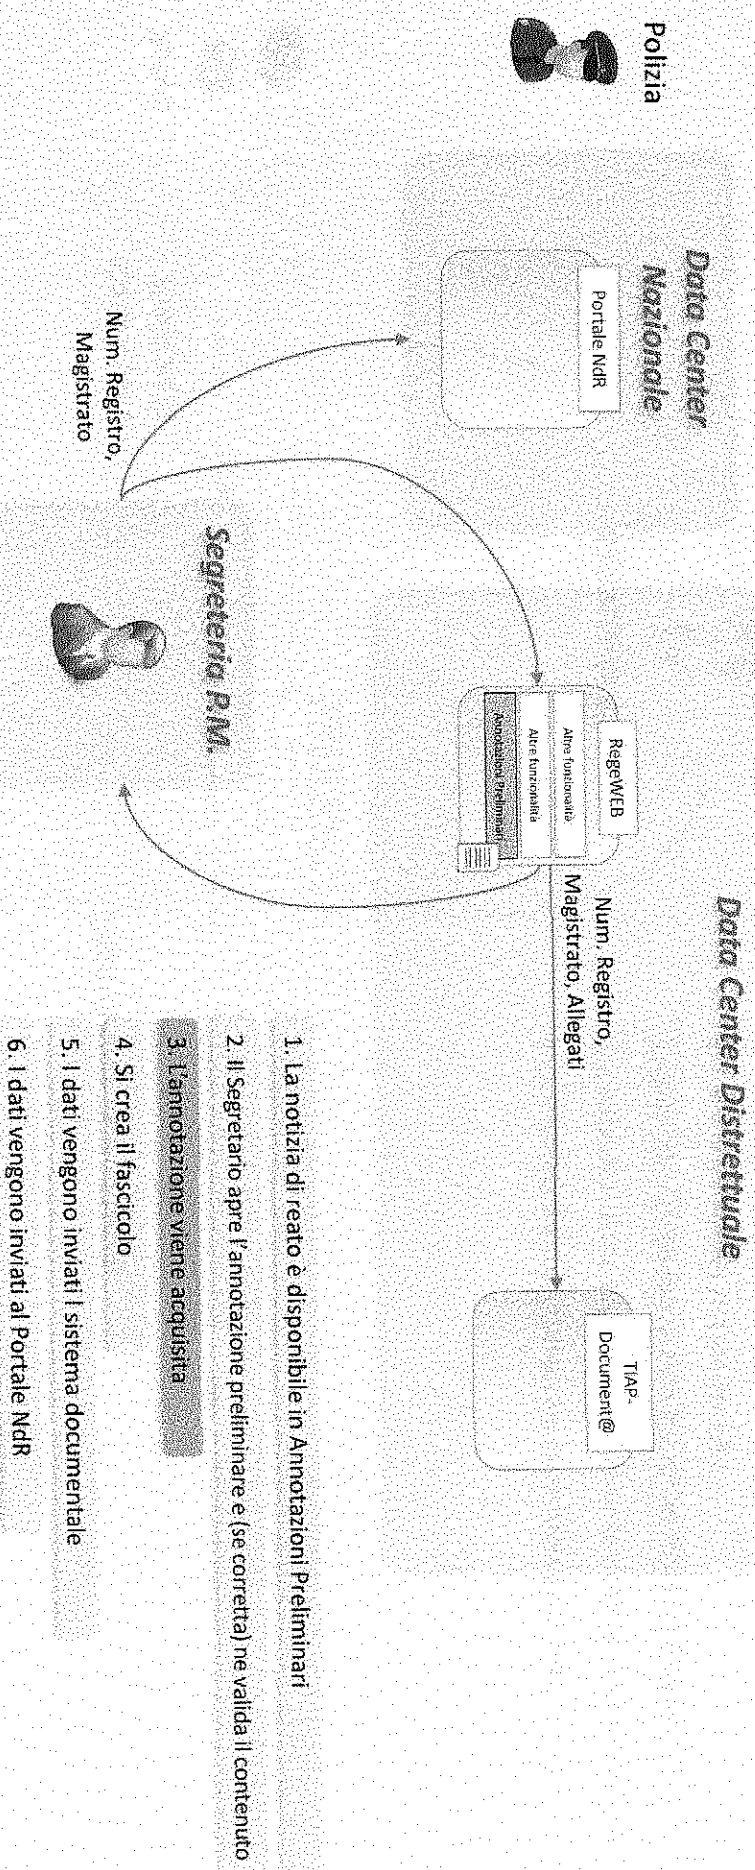 Polizia
Data Center
Nazionale
Portale NdR
Num. Registro,
Magistrato
Segreteria P.M.
Data Center Distrettuale
RegeWEB
Altre funzionalità
Altre funzionalità
Annotazioni Preliminari
Num. Registro,
Magistrato, Allegati
TIAP-
Document@
1. La notizia di reato è disponibile in Annotazioni Preliminari
2. Il Segretario apre l'annotazione preliminare e (se corretta) ne valida il contenuto
3. L'annotazione viene acquisita
4. Si crea il fascicolo
5. I dati vengono inviati l sistema documentale
6. I dati vengono inviati al Portale NdR